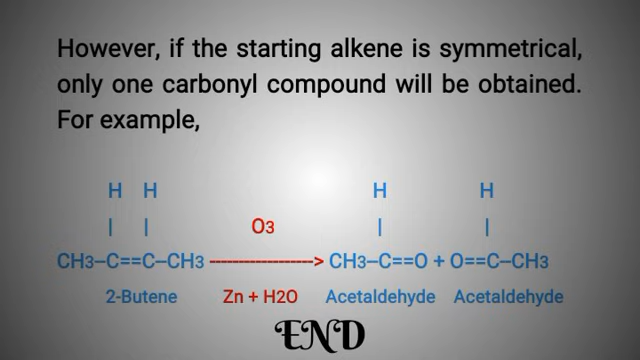 However, if the starting alkene is symmetrical,
only one carbonyl compound will be obtained.
For example,
H H H H
| | O3 | |
CH3–C==C–CH3 -----------------> CH3–C==O + O==C–CH3
2-Butene Zn + H2O Acetaldehyde Acetaldehyde
END